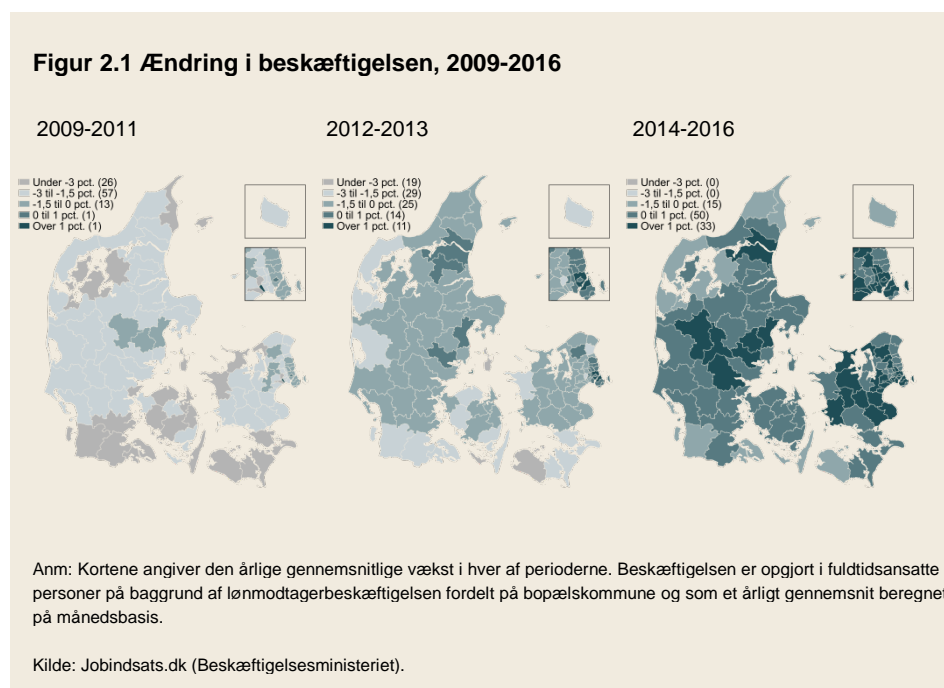 Figur 2.1 Ændring i beskæftigelsen, 2009-2016
2009-2011
2012-2013
2014-2016
Under -3 pct. (26)
-3 til -1,5 pct. (57)
-1,5 til 0 pct. (13)
0 til 1 pct. (1)
Over 1 pct. (1)
Under -3 pct. (19)
-3 til -1,5 pct. (29)
-1,5 til 0 pct. (25)
0 til 1 pct. (14)
Over 1 pct. (11)
Under -3 pct. (0)
-3 til -1,5 pct. (0)
-1,5 til 0 pct. (15)
0 til 1 pct. (50)
Over 1 pct. (33)
Anm: Kortene angiver den årlige gennemsnitlige vækst i hver af perioderne. Beskæftigelsen er opgjort i fuldtidsansatte
personer på baggrund af lønmodtagerbeskæftigelsen fordelt på bopælskommune og som et årligt gennemsnit beregnet
på månedsbasis.
Kilde: Jobindsats.dk (Beskæftigelsesministeriet).